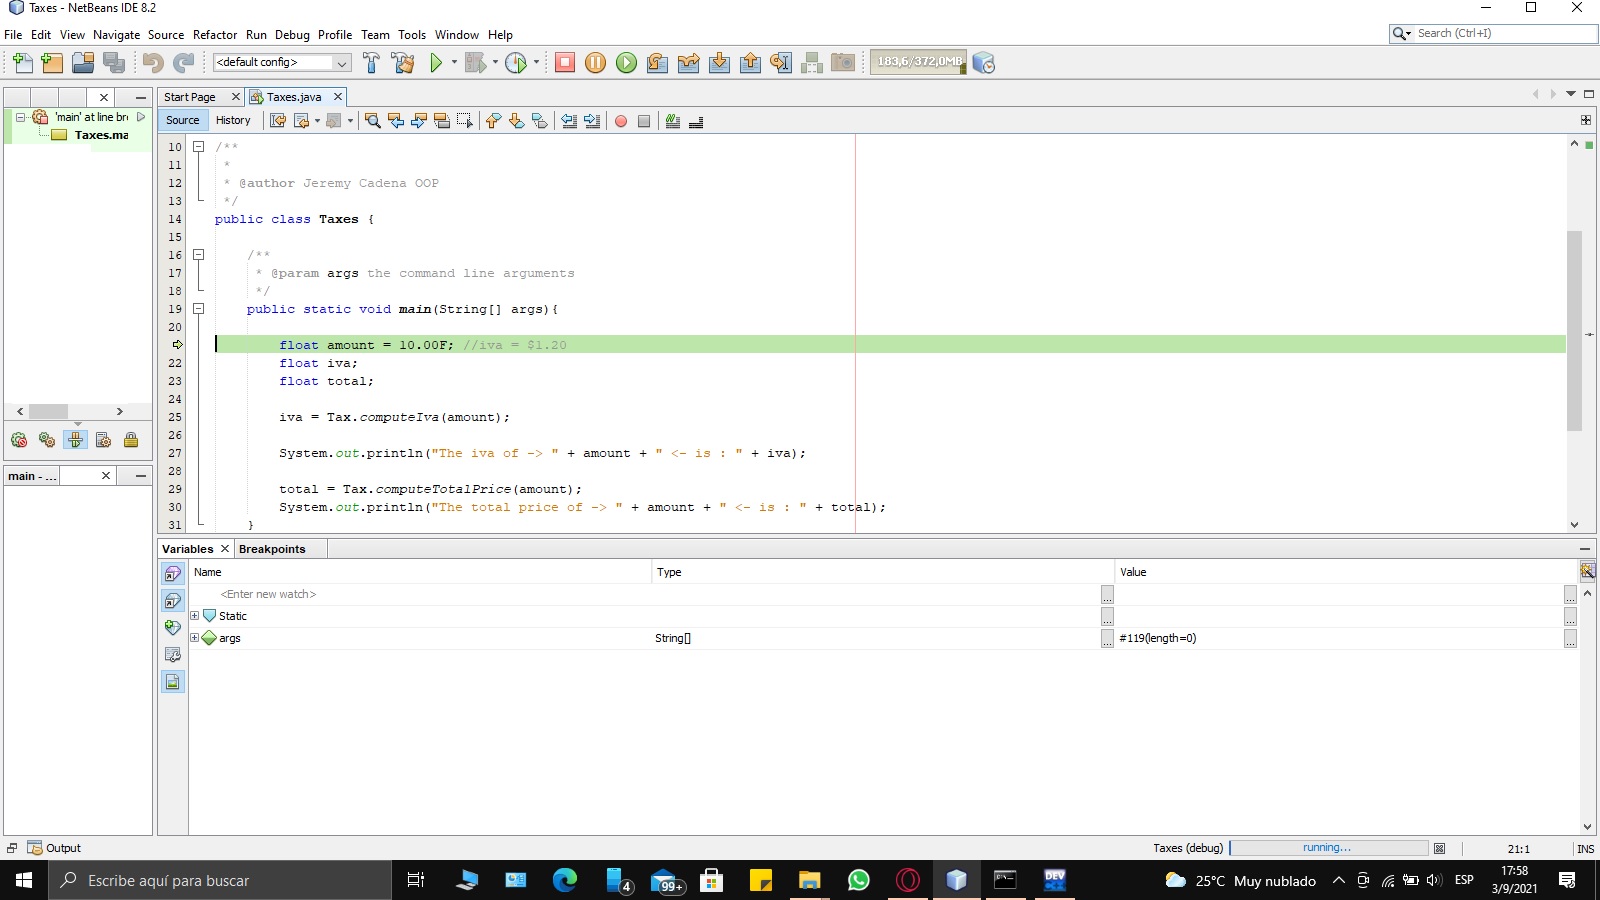 Taxes - NetBeans IDE 8.2
File Edit View Navigate Source Refactor Run Debug Profile Team Tools Window Help
Search (Ctrl+I)
<default config>
183,6/372,0MB
Start Page
Taxes.java
'main' at line bre
Taxes.ma
Source
History
10 /**
11 *
12 * @author Jeremy Cadena OOP
13 */
14 public class Taxes {
15
16 /**
17 * @param args the command line arguments
18 */
19 public static void main(String[] args){
20
float amount = 10.00F; //iva = $1.20
22 float iva;
23 float total;
24
25 iva = Tax.computeIva(amount);
26
27 System.out.println("The iva of -> " + amount + " <- is : " + iva);
28
29 total = Tax.computeTotalPrice(amount);
30 System.out.println("The total price of -> " + amount + " <- is : " + total);
31 }
main - ...
Variables
Breakpoints
Name Type Value
<Enter new watch>
Static
args String[] #119(length=0)
Output
Taxes (debug)
running...
21:1
INS
Escribe aquí para buscar
4
99+
DEV
25°C Muy nublado
ESP
17:58
3/9/2021